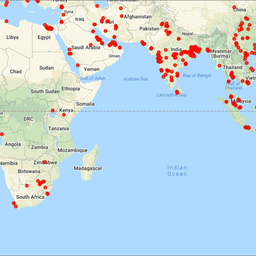 China
Afghanistan
Libya
Egypt
Pakistan
Saudi Arabia
India
Myanmar
(Burma)
Chad
Sudan
Yemen
Gulf of Aden
Arabian Sea
Bay of Bengal
Thailand
South Sudan
Ethiopia
Somalia
Laccadive Sea
Malaysia
Kenya
DRC
Tanzania
Angola
Zambia
Mozambique
Namibia
Zimbabwe
Botswana
Madagascar
Indian
Ocean
South Africa